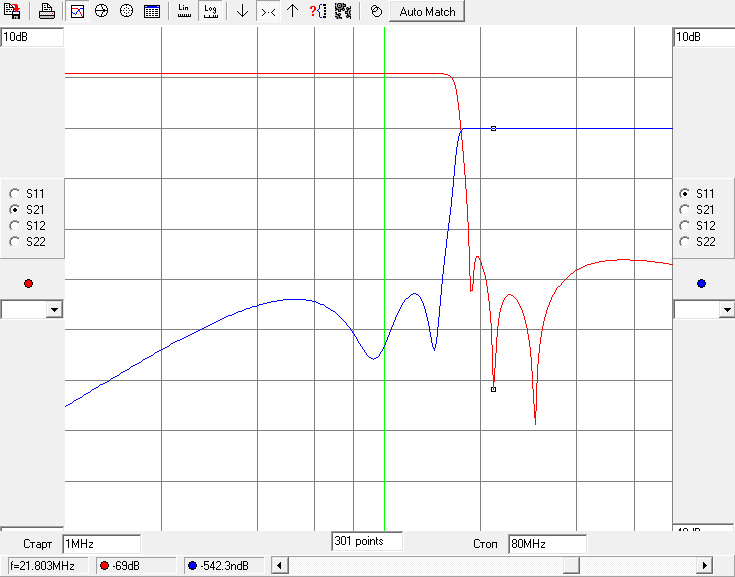 Lin Log Auto Match
10dB 10dB
S11 S11
S21 S21
S12 S12
S22 S22
Старт 1MHz 301 points Стоп 80MHz
f=21.803MHz -69dB -542.3ndB